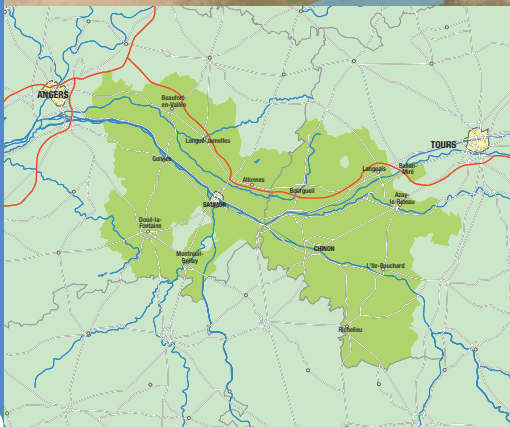 ANGERS
Beaufort-
en-Vallée
Longué-Jumelles
Gennes
TOURS
Langeais
Ballan-
Miré
Allonnes
Bourgueil
Azay-
le-Rideau
SAUMUR
Doué-la-
Fontaine
Montreuil-
Bellay
CHINON
L'Ile-Bouchard
Richelieu